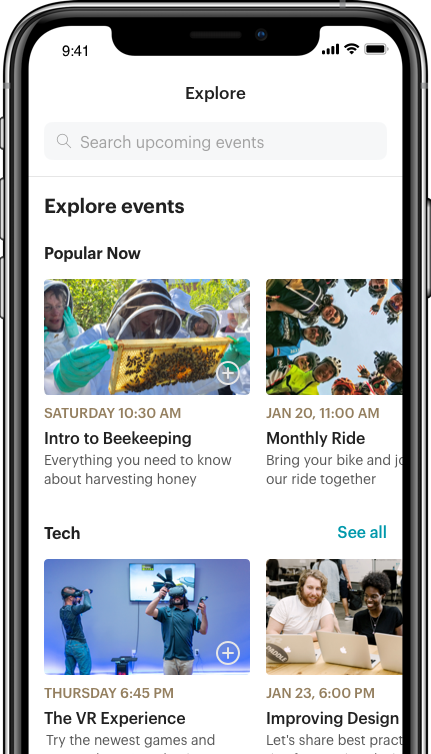 9:41
Explore
Search upcoming events
Explore events
Popular Now
SATURDAY 10:30 AM
Intro to Beekeeping
Everything you need to know
about harvesting honey
JAN 20, 11:00 AM
Monthly Ride
Bring your bike and jo
our ride together
Tech
See all
PADDLE
THURSDAY 6:45 PM
The VR Experience
Try the newest games and
JAN 23, 6:00 PM
Improving Design
Let's share best pract